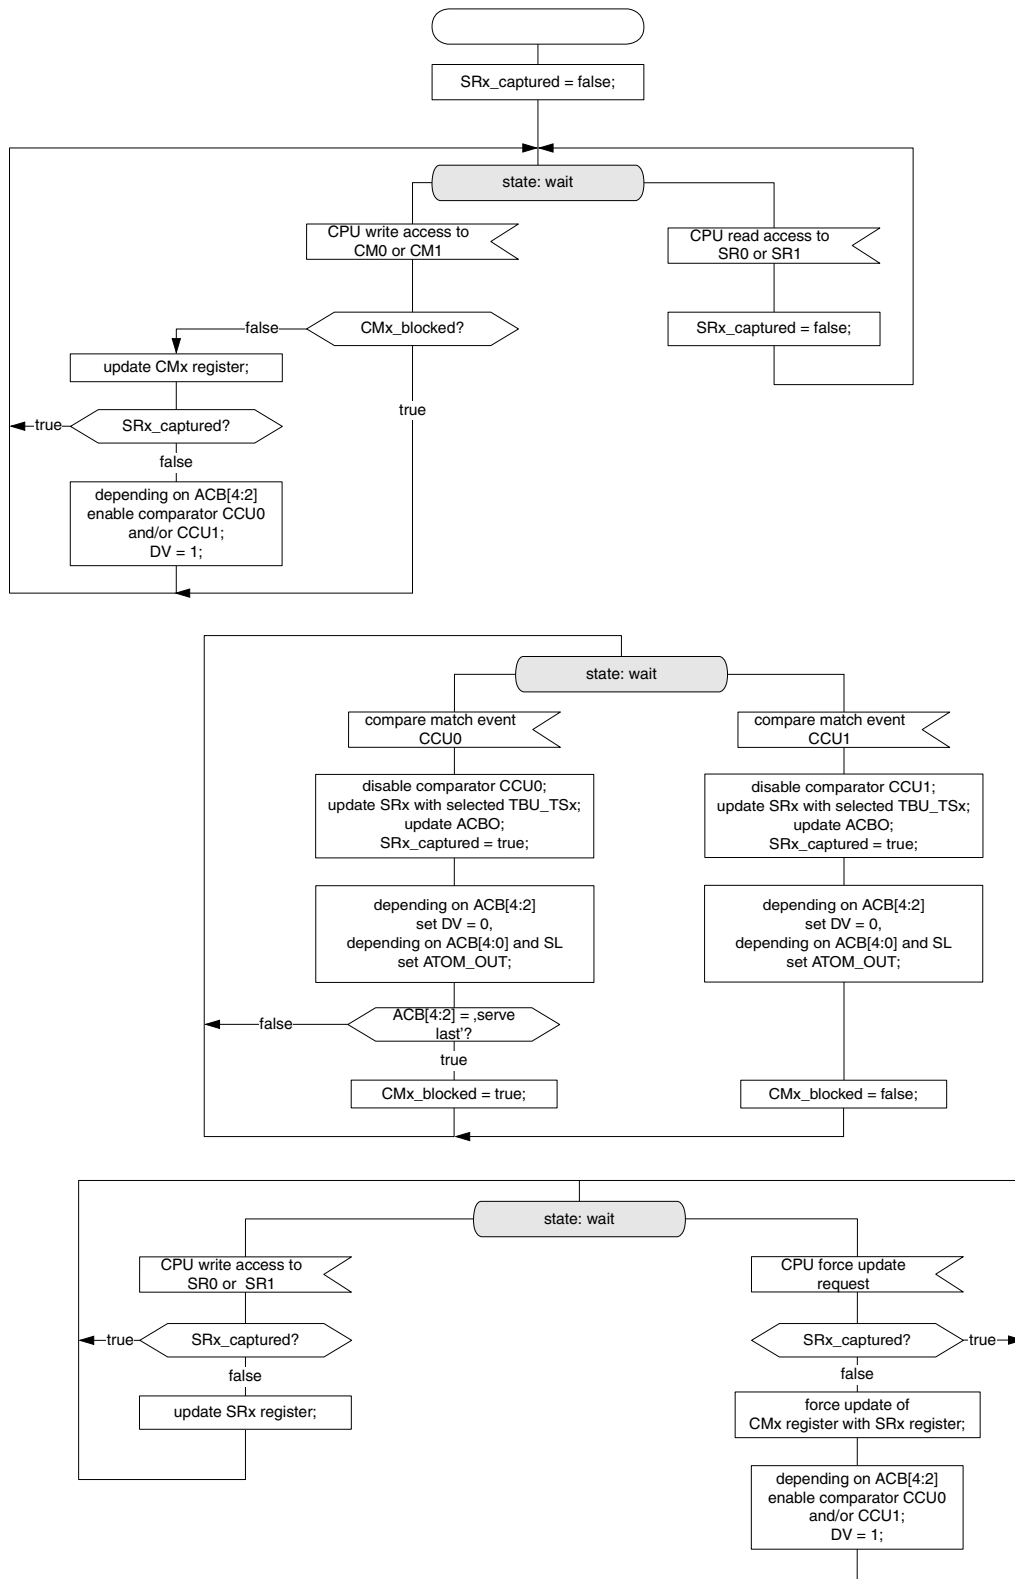 SRx_captured = false;
state: wait
CPU write access to
CM0 or CM1
CPU read access to
SR0 or SR1
false
CMx_blocked?
SRx_captured = false;
update CMx register;
true
true
SRx_captured?
false
depending on ACB[4:2]
enable comparator CCU0
and/or CCU1;
DV = 1;
state: wait
compare match event
CCU0
compare match event
CCU1
disable comparator CCU0;
update SRx with selected TBU_TSx;
update ACBO;
SRx_captured = true;
disable comparator CCU1;
update SRx with selected TBU_TSx;
update ACBO;
SRx_captured = true;
depending on ACB[4:2]
set DV = 0,
depending on ACB[4:0] and SL
set ATOM_OUT;
depending on ACB[4:2]
set DV = 0,
depending on ACB[4:0] and SL
set ATOM_OUT;
false
ACB[4:2] = ‚serve
last'?
true
CMx_blocked = true;
CMx_blocked = false;
state: wait
CPU write access to
SR0 or  SR1
CPU force update
request
true
SRx_captured?
SRx_captured?
true
false
false
update SRx register;
force update of
CMx register with SRx register;
depending on ACB[4:2]
enable comparator CCU0
and/or CCU1;
DV = 1;